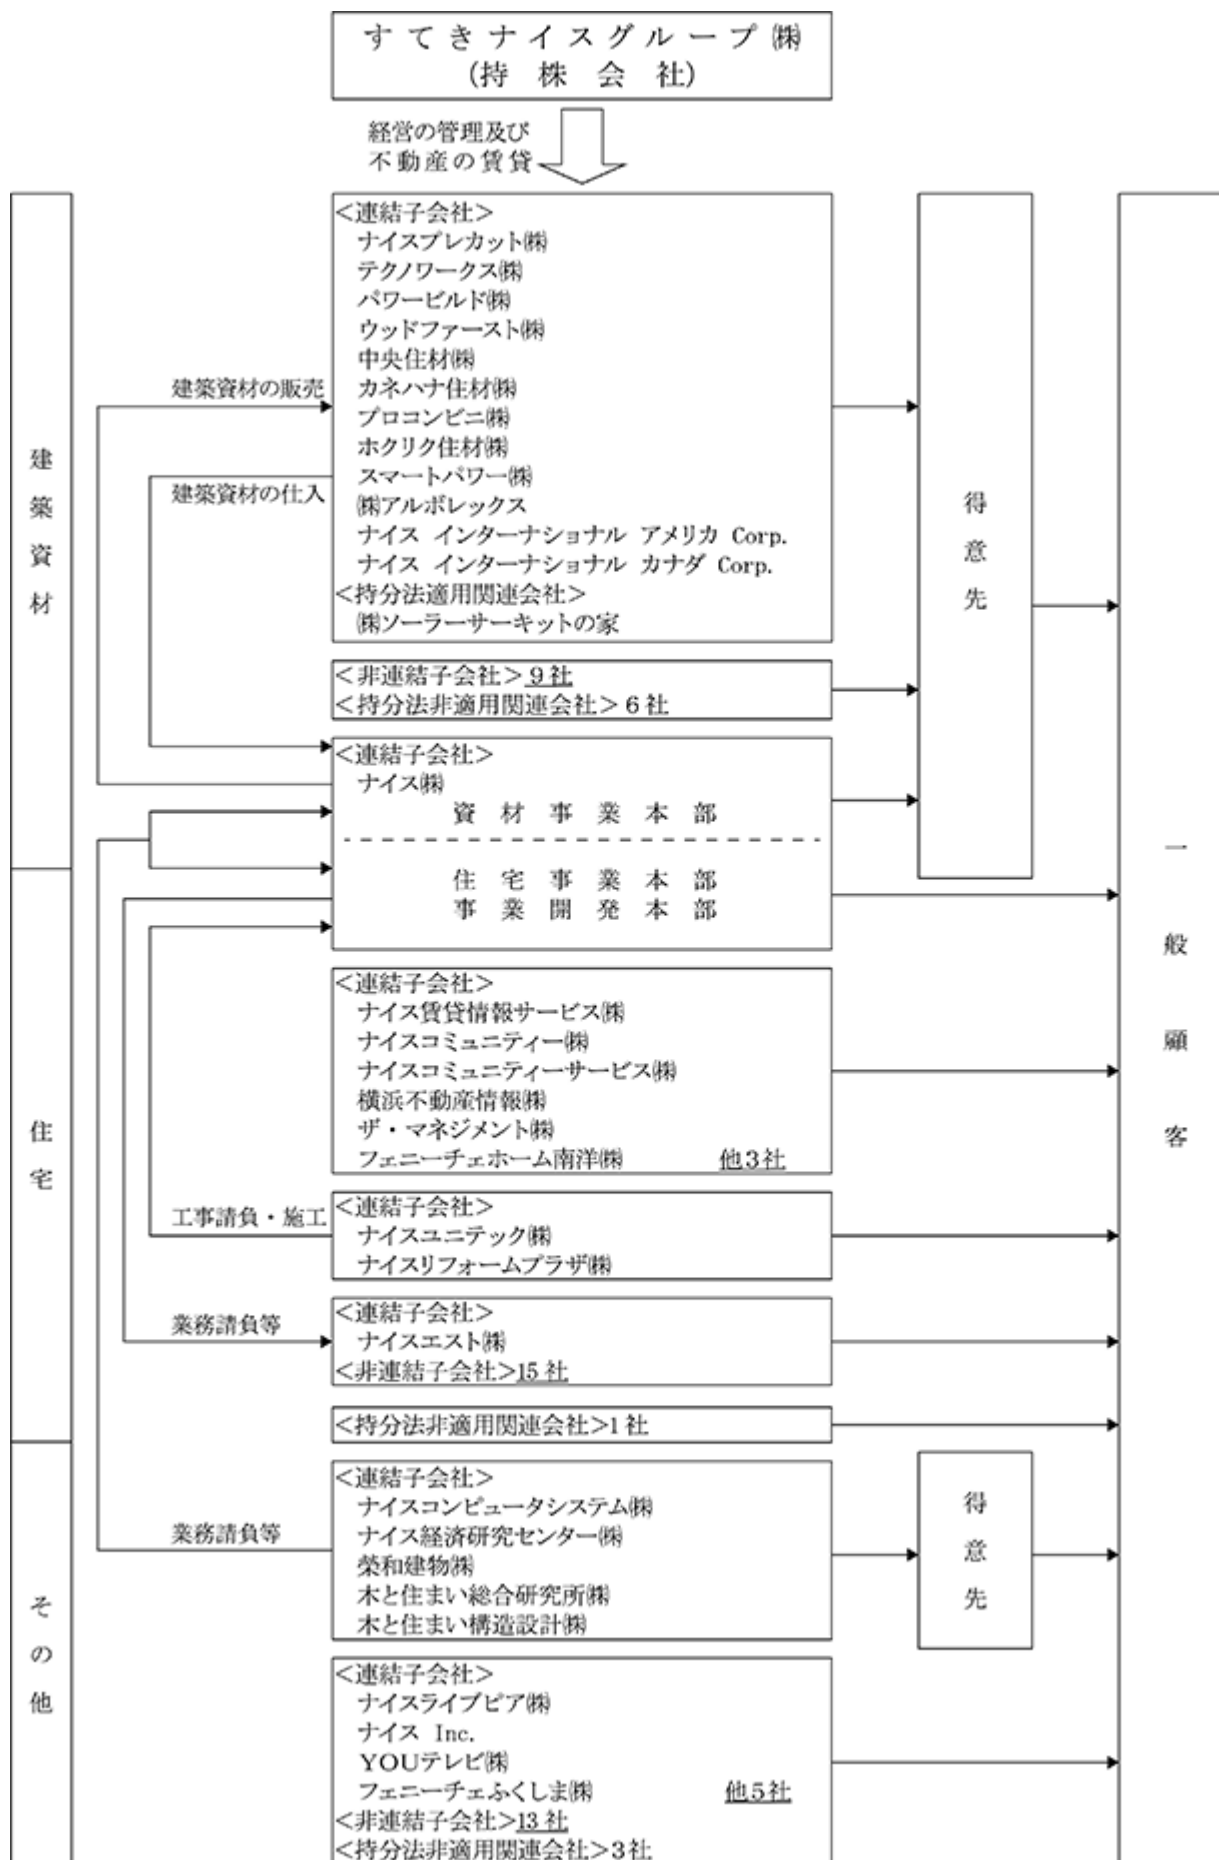 すてきナイスグループ㈱
(持株会社)
経営の管理及び
不動産の賃貸
建築資材
<連結子会社>
ナイスプレカット㈱
テクノワークス㈱
パワービルド㈱
ウッドファースト㈱
中央住材㈱
カネハナ住材㈱
プロコンビニ㈱
ホクリク住材㈱
スマートパワー㈱
㈱アルボレックス
ナイス インターナショナル アメリカ Corp.
ナイス インターナショナル カナダ Corp.
<持分法適用関連会社>
㈱ソーラーサーキットの家
建築資材の販売
建築資材の仕入
得意先
一般顧客
<非連結子会社>9社
<持分法非適用関連会社>6社
<連結子会社>
ナイス㈱
資材事業本部
住宅事業本部
事業開発本部
住宅
<連結子会社>
ナイス賃貸情報サービス㈱
ナイスコミュニティー㈱
ナイスコミュニティーサービス㈱
横浜不動産情報㈱
ザ・マネジメント㈱
フェニーチェホーム南洋㈱ 他3社
工事請負・施工
<連結子会社>
ナイスユニテック㈱
ナイスリフォームプラザ㈱
業務請負等
<連結子会社>
ナイスエスト㈱
<非連結子会社>15社
<持分法非適用関連会社>1社
その他
業務請負等
<連結子会社>
ナイスコンピュータシステム㈱
ナイス経済研究センター㈱
榮和建物㈱
木と住まい総合研究所㈱
木と住まい構造設計㈱
得意先
<連結子会社>
ナイスライブピア㈱
ナイス Inc.
YOUテレビ㈱
フェニーチェふくしま㈱ 他5社
<非連結子会社>13社
<持分法非適用関連会社>3社